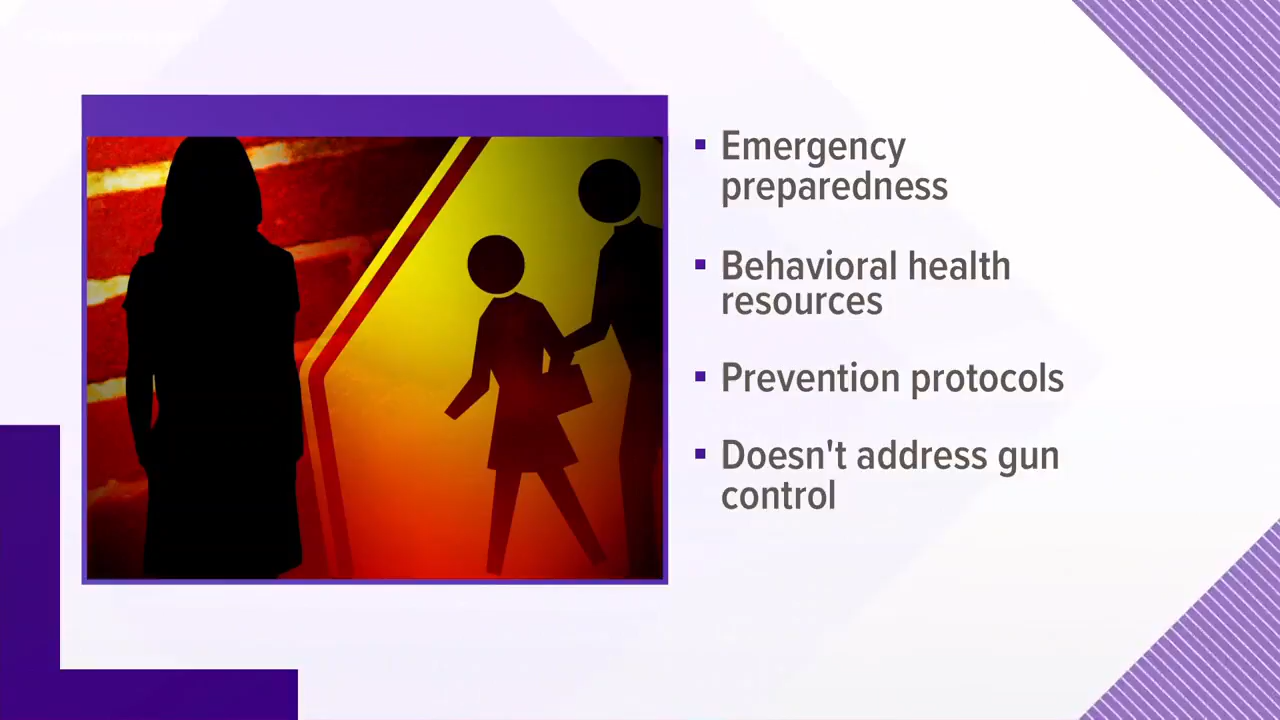 Emergency
preparedness
Behavioral health
resources
Prevention protocols
Doesn't address gun
control